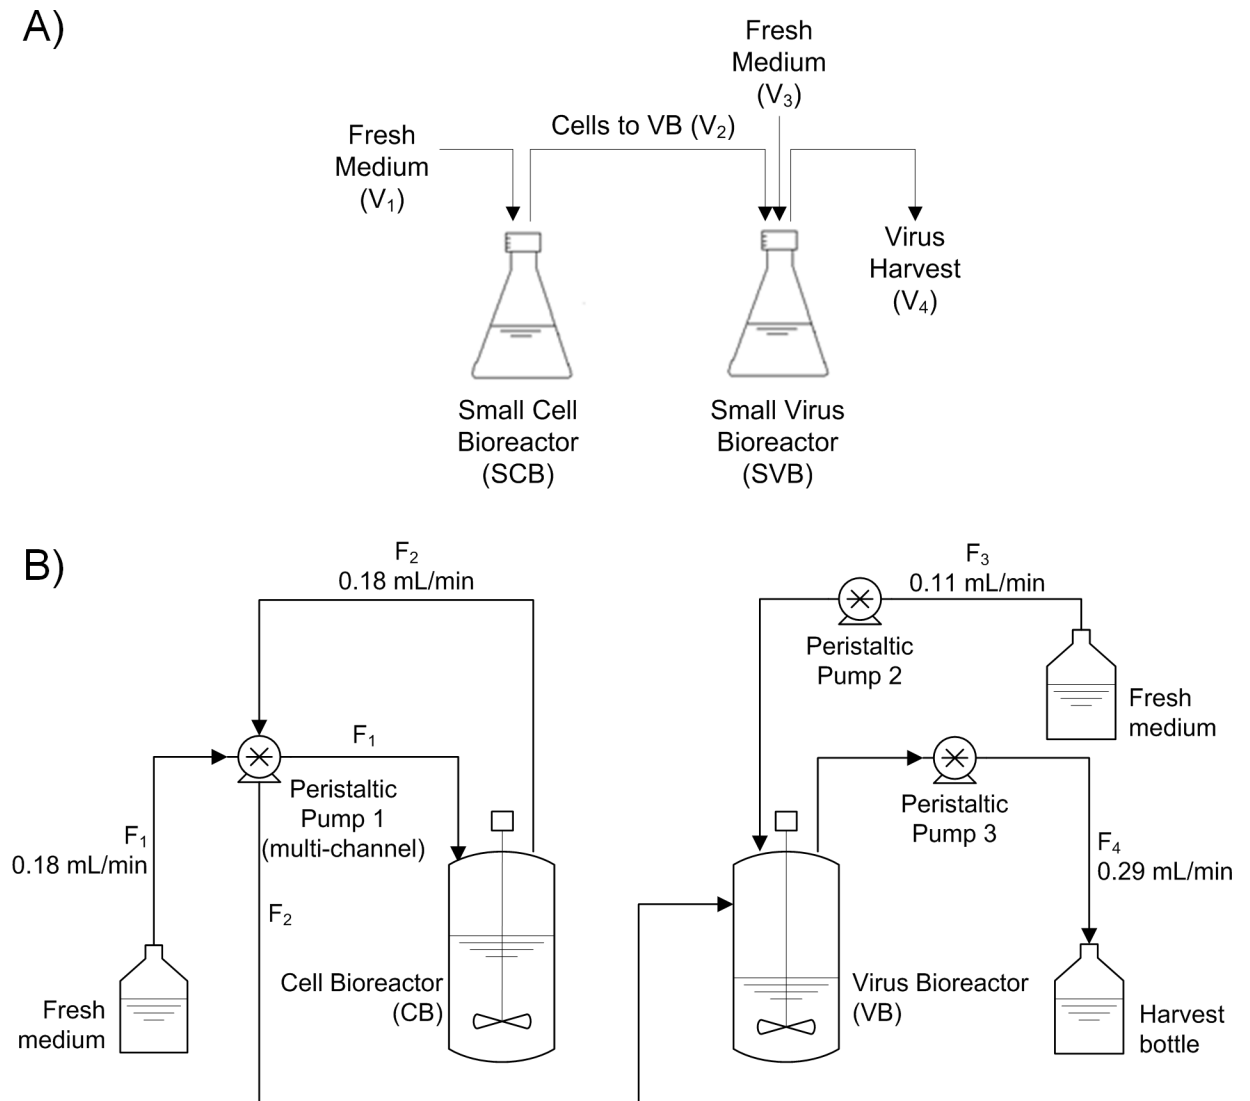 A)
Fresh
Medium
(V₃)
Cells to VB (V₂)
Fresh
Medium
(V₁)
Virus
Harvest
(V₄)
Small Cell
Bioreactor
(SCB)
Small Virus
Bioreactor
(SVB)
B)
F₂
0.18 mL/min
F₃
0.11 mL/min
Peristaltic
Pump 2
Fresh
medium
F₁
Peristaltic
Pump 1
(multi-channel)
Peristaltic
Pump 3
F₁
0.18 mL/min
F₄
0.29 mL/min
F₂
Cell Bioreactor
(CB)
Virus Bioreactor
(VB)
Fresh
medium
Harvest
bottle